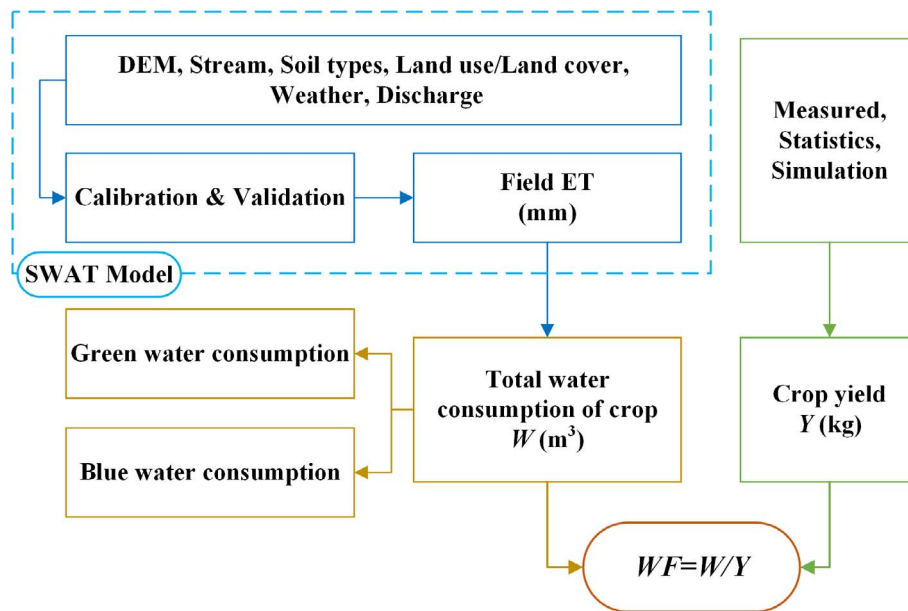 DEM, Stream, Soil types, Land use/Land cover,
Weather, Discharge
Measured,
Statistics,
Simulation
Calibration & Validation
Field ET
(mm)
SWAT Model
Green water consumption
Total water
consumption of crop
W (m³)
Crop yield
Y (kg)
Blue water consumption
WF=W/Y